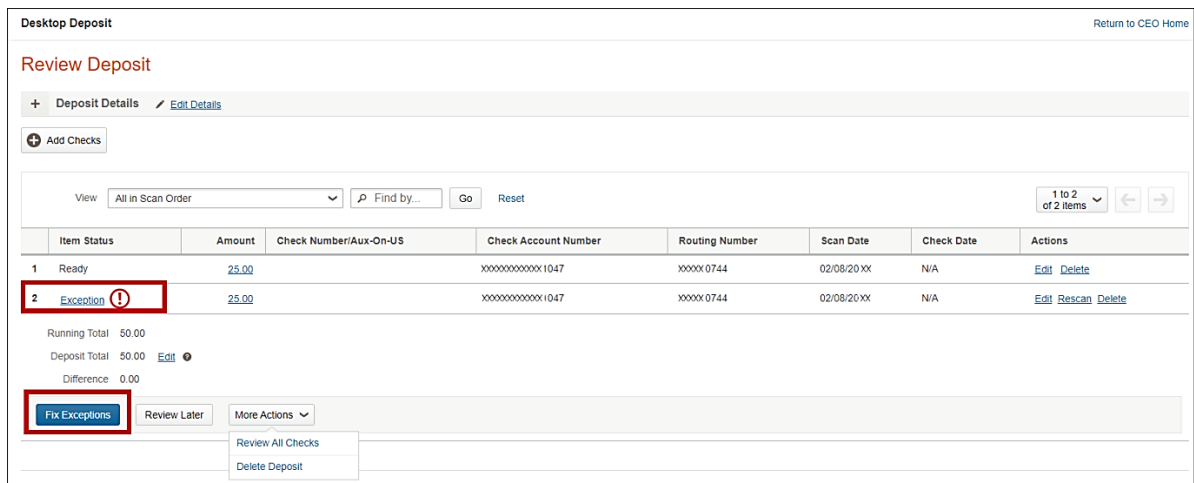 Desktop Deposit Return to CEO Home
Review Deposit
+ Deposit Details Edit Details
Add Checks
View All in Scan Order Find by... Go Reset 1 to 2
of 2 items
Item Status Amount Check Number/Aux-On-US Check Account Number Routing Number Scan Date Check Date Actions
1 Ready 25.00 XXXXXXXXXXXX1047 XXXXX0744 02/08/20XX N/A Edit Delete
2 Exception 25.00 XXXXXXXXXXXX1047 XXXXX0744 02/08/20XX N/A Edit Rescan Delete
Running Total 50.00
Deposit Total 50.00 Edit ?
Difference 0.00
Fix Exceptions Review Later More Actions
Review All Checks
Delete Deposit